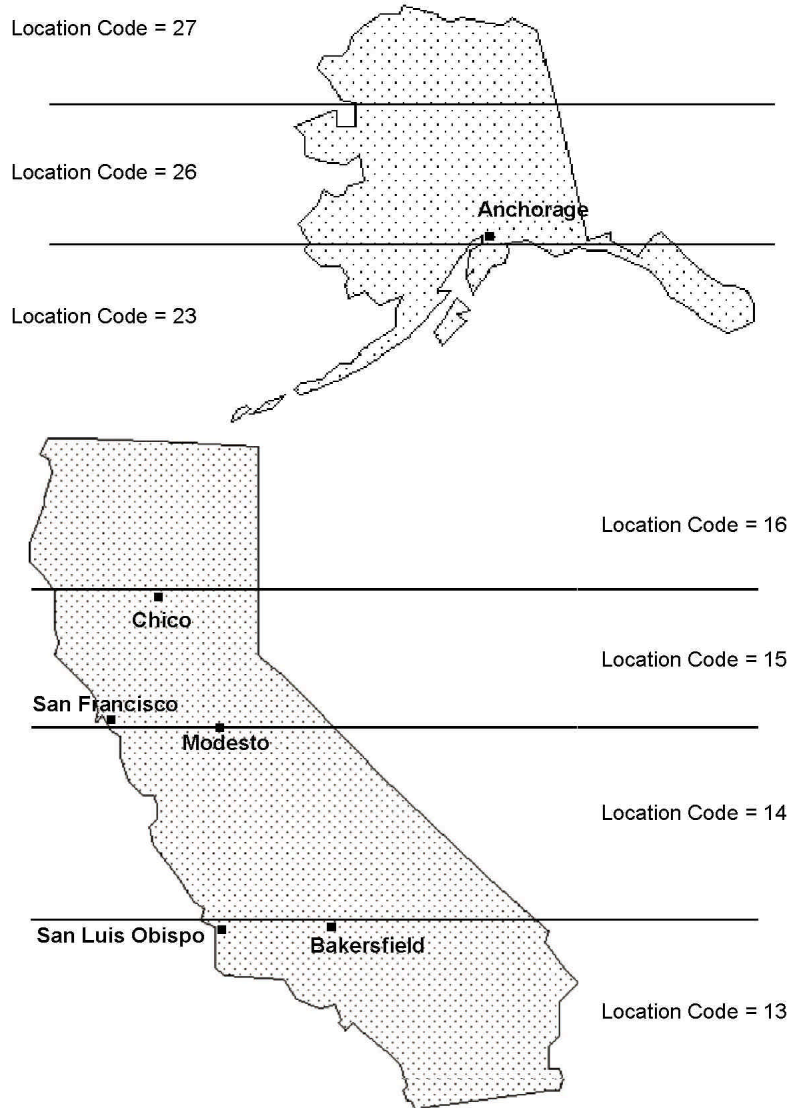 Location Code = 27
Location Code = 26
Anchorage
Location Code = 23
Location Code = 16
Chico
Location Code = 15
San Francisco
Modesto
Location Code = 14
San Luis Obispo
Bakersfield
Location Code = 13